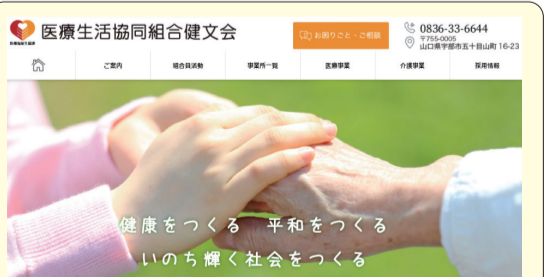 医療生活協同組合健文会
お困りごと・ご相談
0836-33-6644
〒755-0005
山口県宇部市五十目山町 16-23
ご案内
組合員活動
事業所一覧
医療事業
介護事業
採用情報
健康をつくる 平和をつくる
いのち輝く社会をつくる